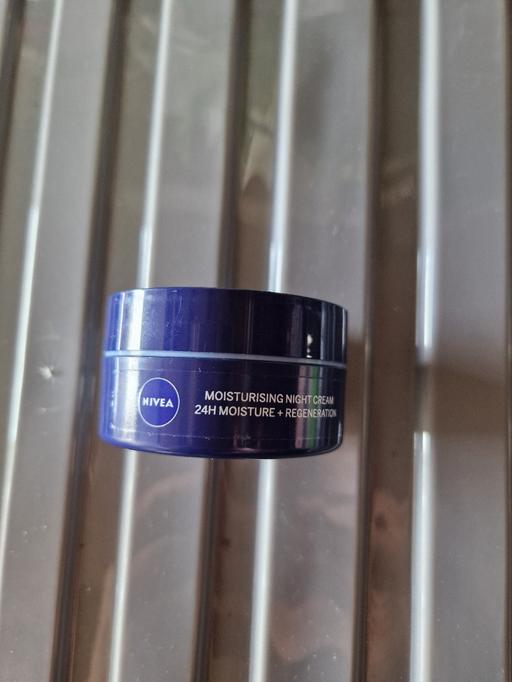 NIVEA
MOISTURISING NIGHT CREAM
24H MOISTURE + REGENERATION